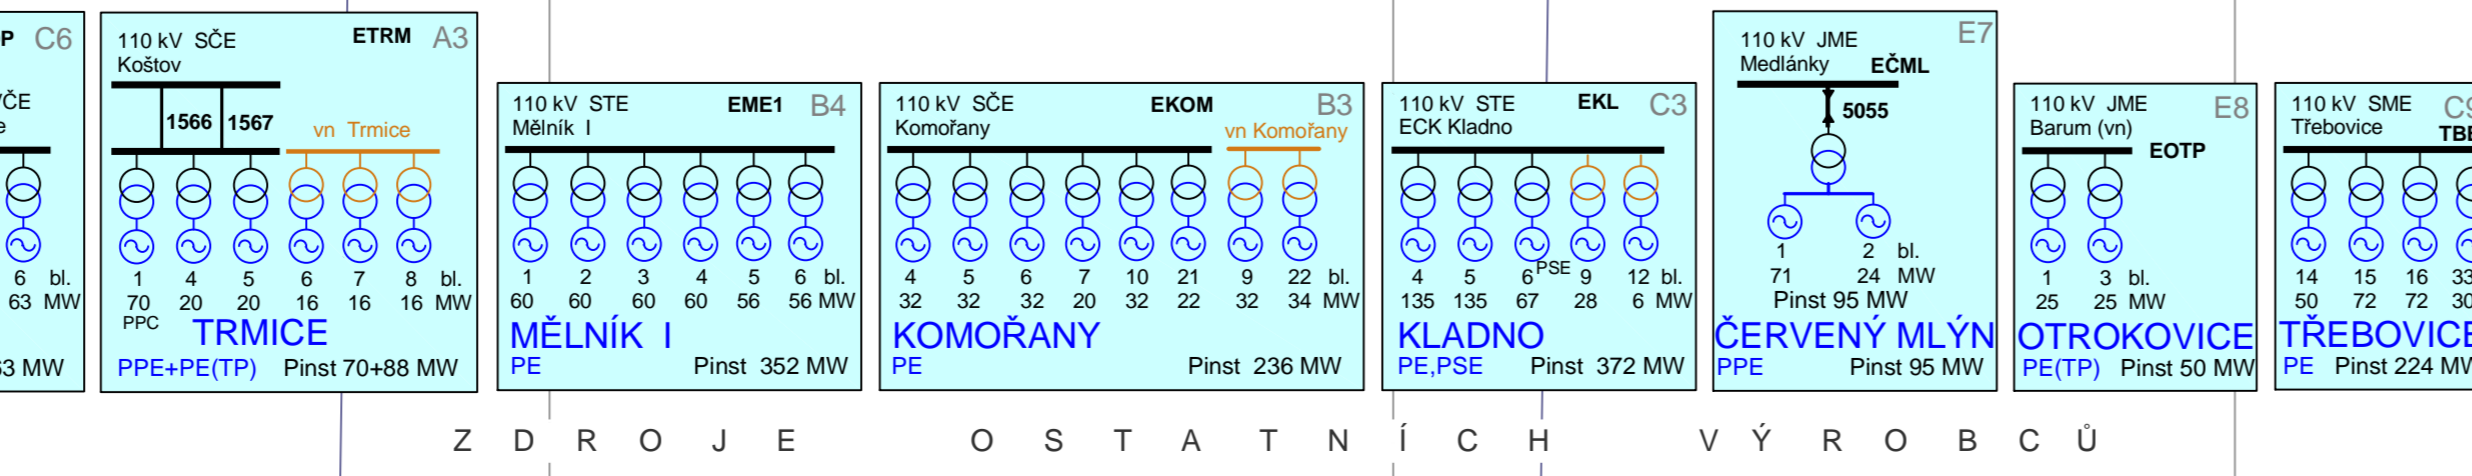 P C6
VČE
e
6 bl.
63 MW
63 MW
110 kV SČE ETRM A3
Koštov
1566 1567 vn Trmice
1 4 5 6 7 8 bl.
70 20 20 16 16 16 MW
PPC
TRMICE
PPE+PE(TP) Pinst 70+88 MW
110 kV STE EME1 B4
Mělník I
1 2 3 4 5 6 bl.
60 60 60 60 56 56 MW
MĚLNÍK I
PE Pinst 352 MW
110 kV SČE EKOM B3
Komořany vn Komořany
4 5 6 7 10 21 9 22 bl.
32 32 32 20 32 22 32 34 MW
KOMOŘANY
PE Pinst 236 MW
110 kV STE EKL C3
ECK Kladno
4 5 6 PSE 9 12 bl.
135 135 67 28 6 MW
KLADNO
PE,PSE Pinst 372 MW
110 kV JME E7
Medlánky EČML
5055
1 2 bl.
71 24 MW
Pinst 95 MW
ČERVENÝ MLÝN
PPE Pinst 95 MW
110 kV JME E8
Barum (vn)
EOTP
1 3 bl.
25 25 MW
OTROKOVICE
PE(TP) Pinst 50 MW
110 kV SME C9
Třebovice TBE
14 15 16 33
50 72 72 30
TŘEBOVICE
PE Pinst 224 MW
ZDROJE OSTATNÍCH VÝROBCŮ